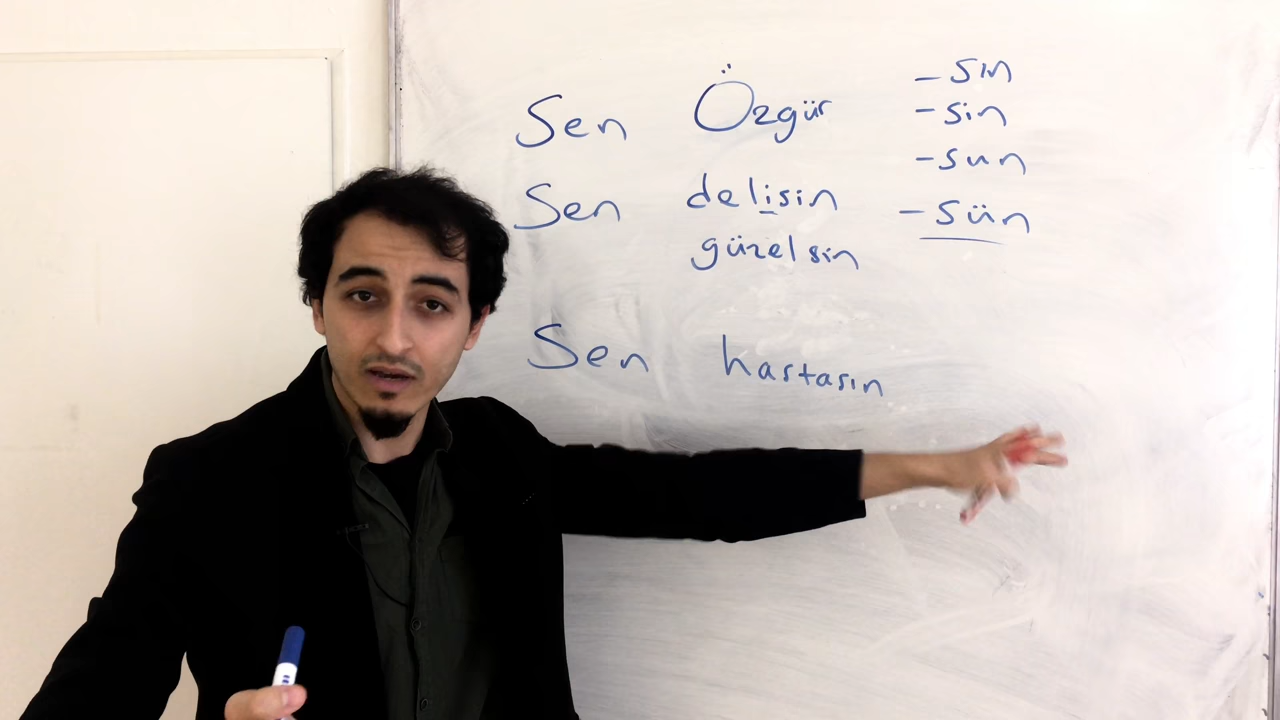 Sen Özgür
Sen delisin
güzelsin
Sen hastasın
-sın
-sin
-sun
-sün